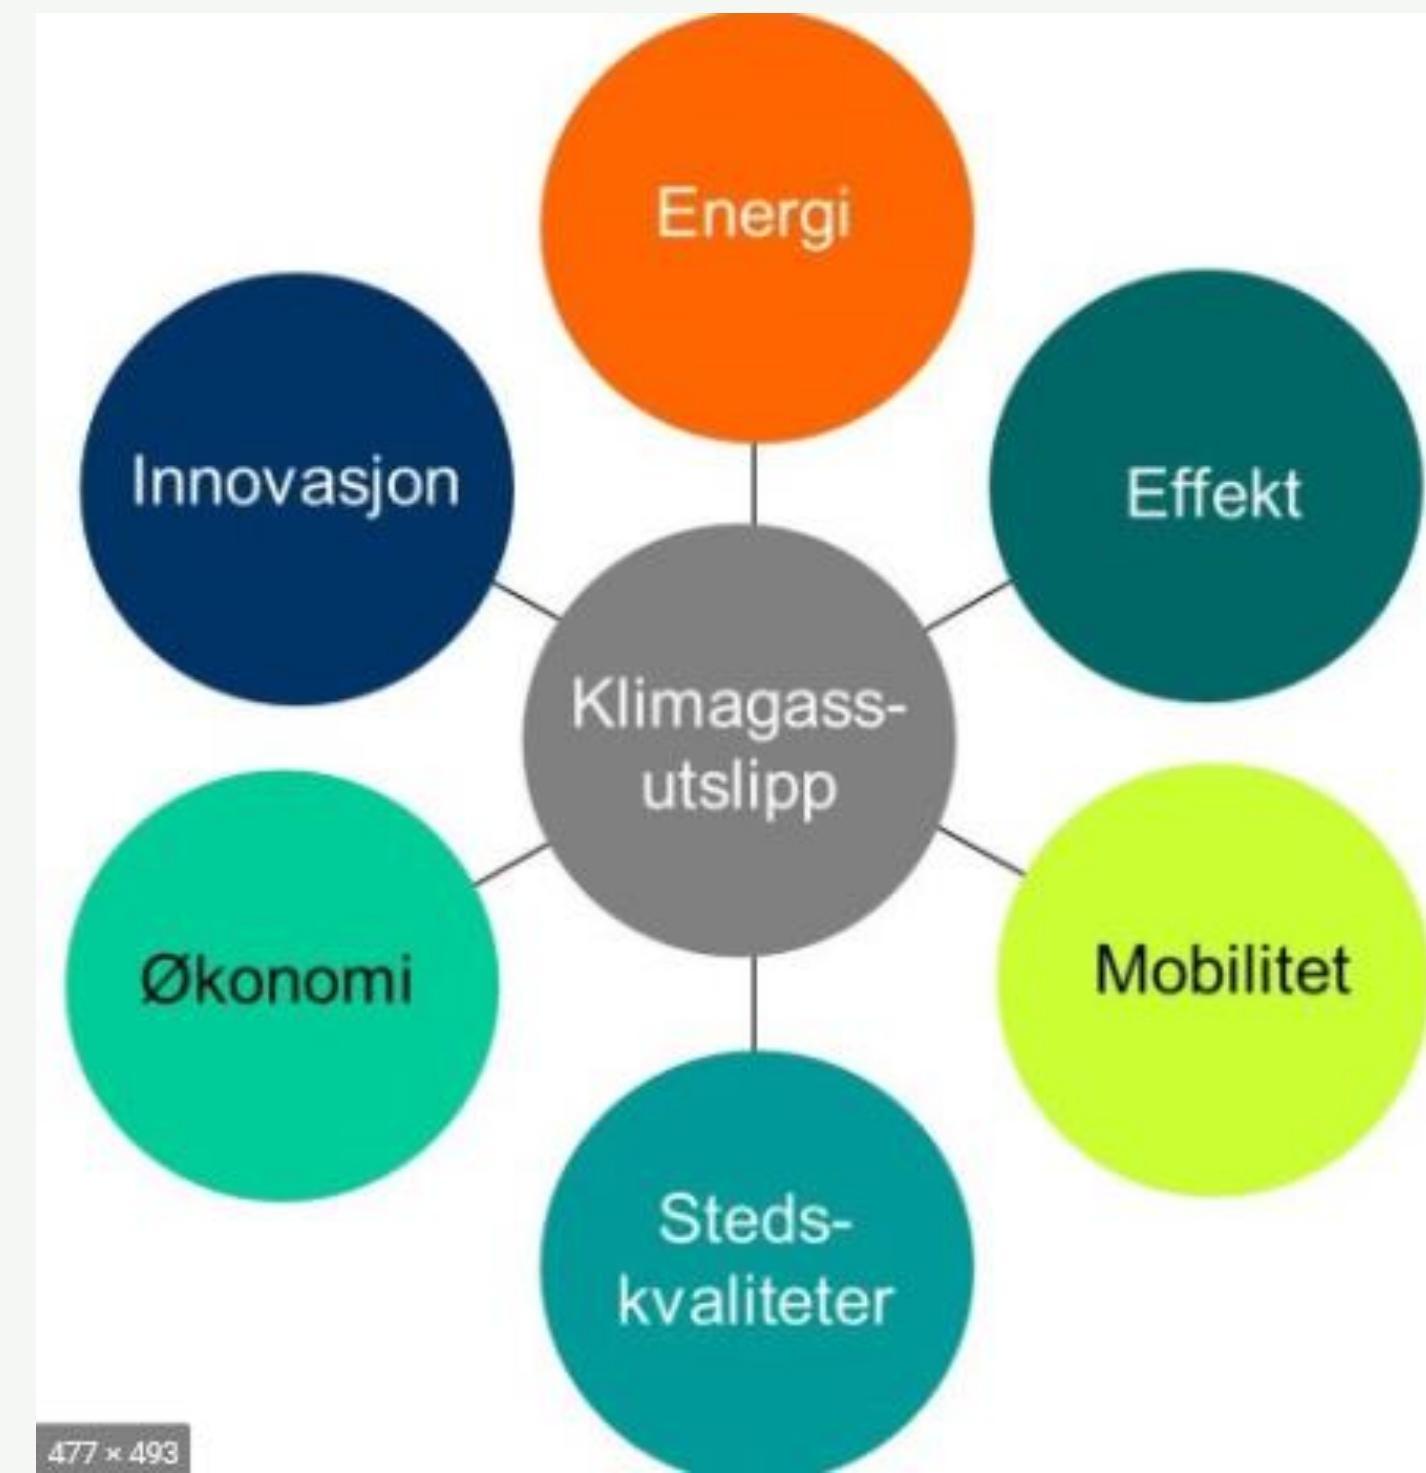 Energi
Innovasjon
Effekt
Klimagass-
utslipp
Økonomi
Mobilitet
Steds-
kvaliteter
477 × 493